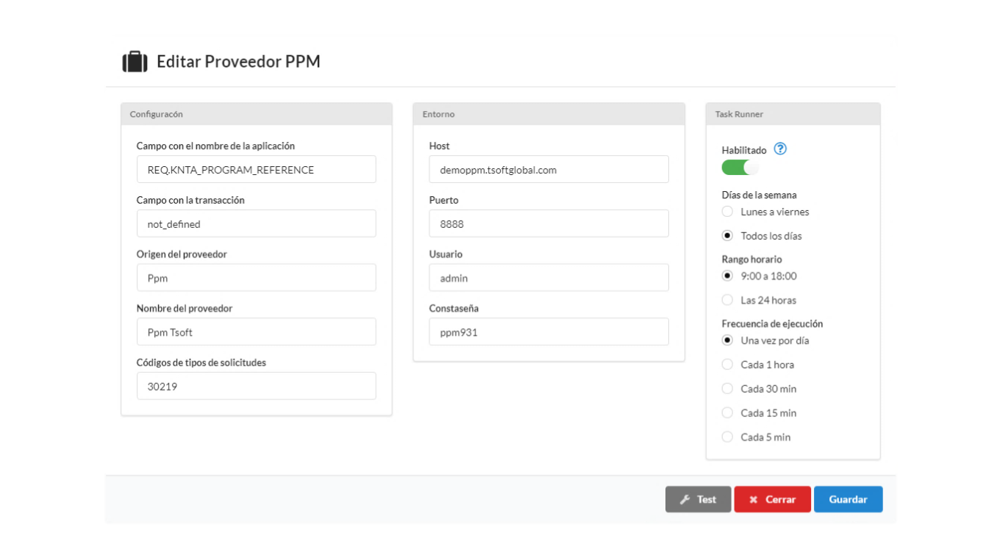 Editar Proveedor PPM
Configuracón
Campo con el nombre de la aplicación
REQ.KNTA_PROGRAM_REFERENCE
Campo con la transacción
not_defined
Origen del proveedor
Ppm
Nombre del proveedor
Ppm Tsoft
Códigos de tipos de solicitudes
30219
Entorno
Host
demoppm.tsoftglobal.com
Puerto
8888
Usuario
admin
Constaseña
ppm931
Task Runner
Habilitado ?
Días de la semana
Lunes a viernes
Todos los días
Rango horario
9:00 a 18:00
Las 24 horas
Frecuencia de ejecución
Una vez por día
Cada 1 hora
Cada 30 min
Cada 15 min
Cada 5 min
Test
Cerrar
Guardar